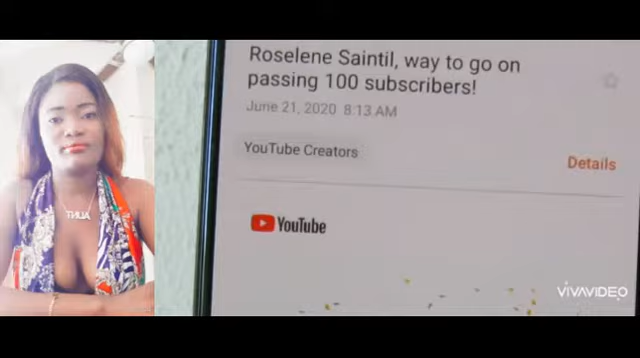 Roselene Saintil, way to go on
passing 100 subscribers!
June 21, 2020 8:13 AM
YouTube Creators
Details
YouTube
VIVAVIDEO